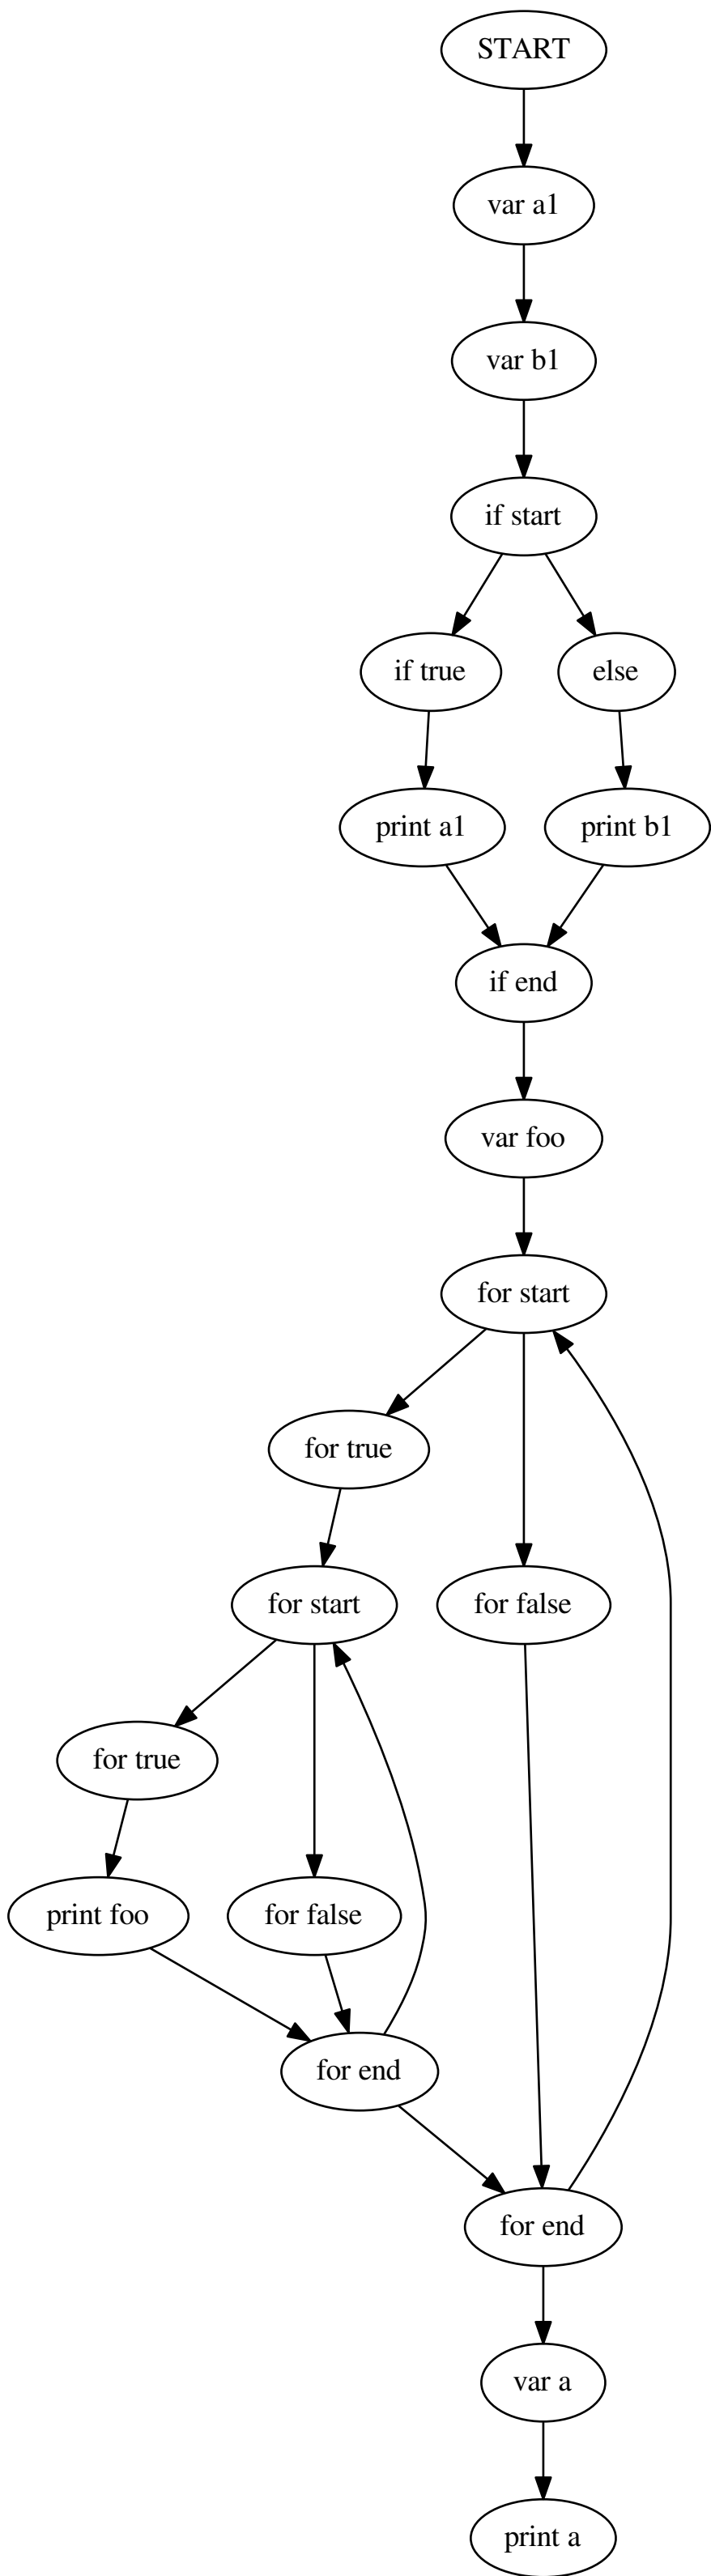 START
var a1
var b1
if start
if true
else
print a1
print b1
if end
var foo
for start
for true
for start
for false
for true
print foo
for false
for end
for end
var a
print a